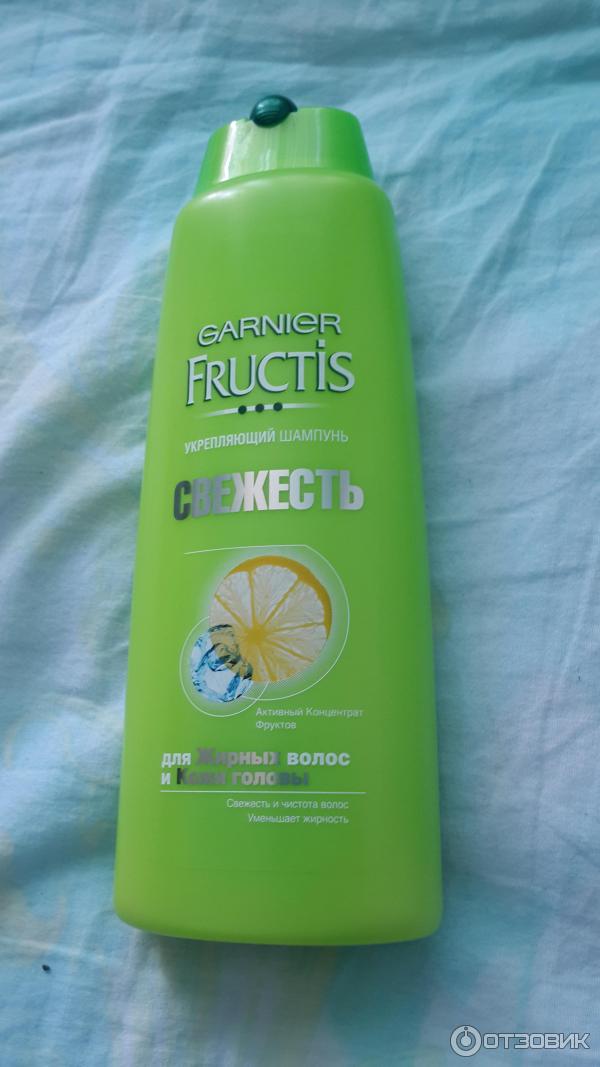 GARNIER
FRUCTIS
УКРЕПЛЯЮЩИЙ ШАМПУНЬ
СВЕЖЕСТЬ
Активный Концентрат
Фруктов
для Жирных волос
и Кожи головы
Свежесть и чистота волос
Уменьшает жирность
ОТЗОВИК